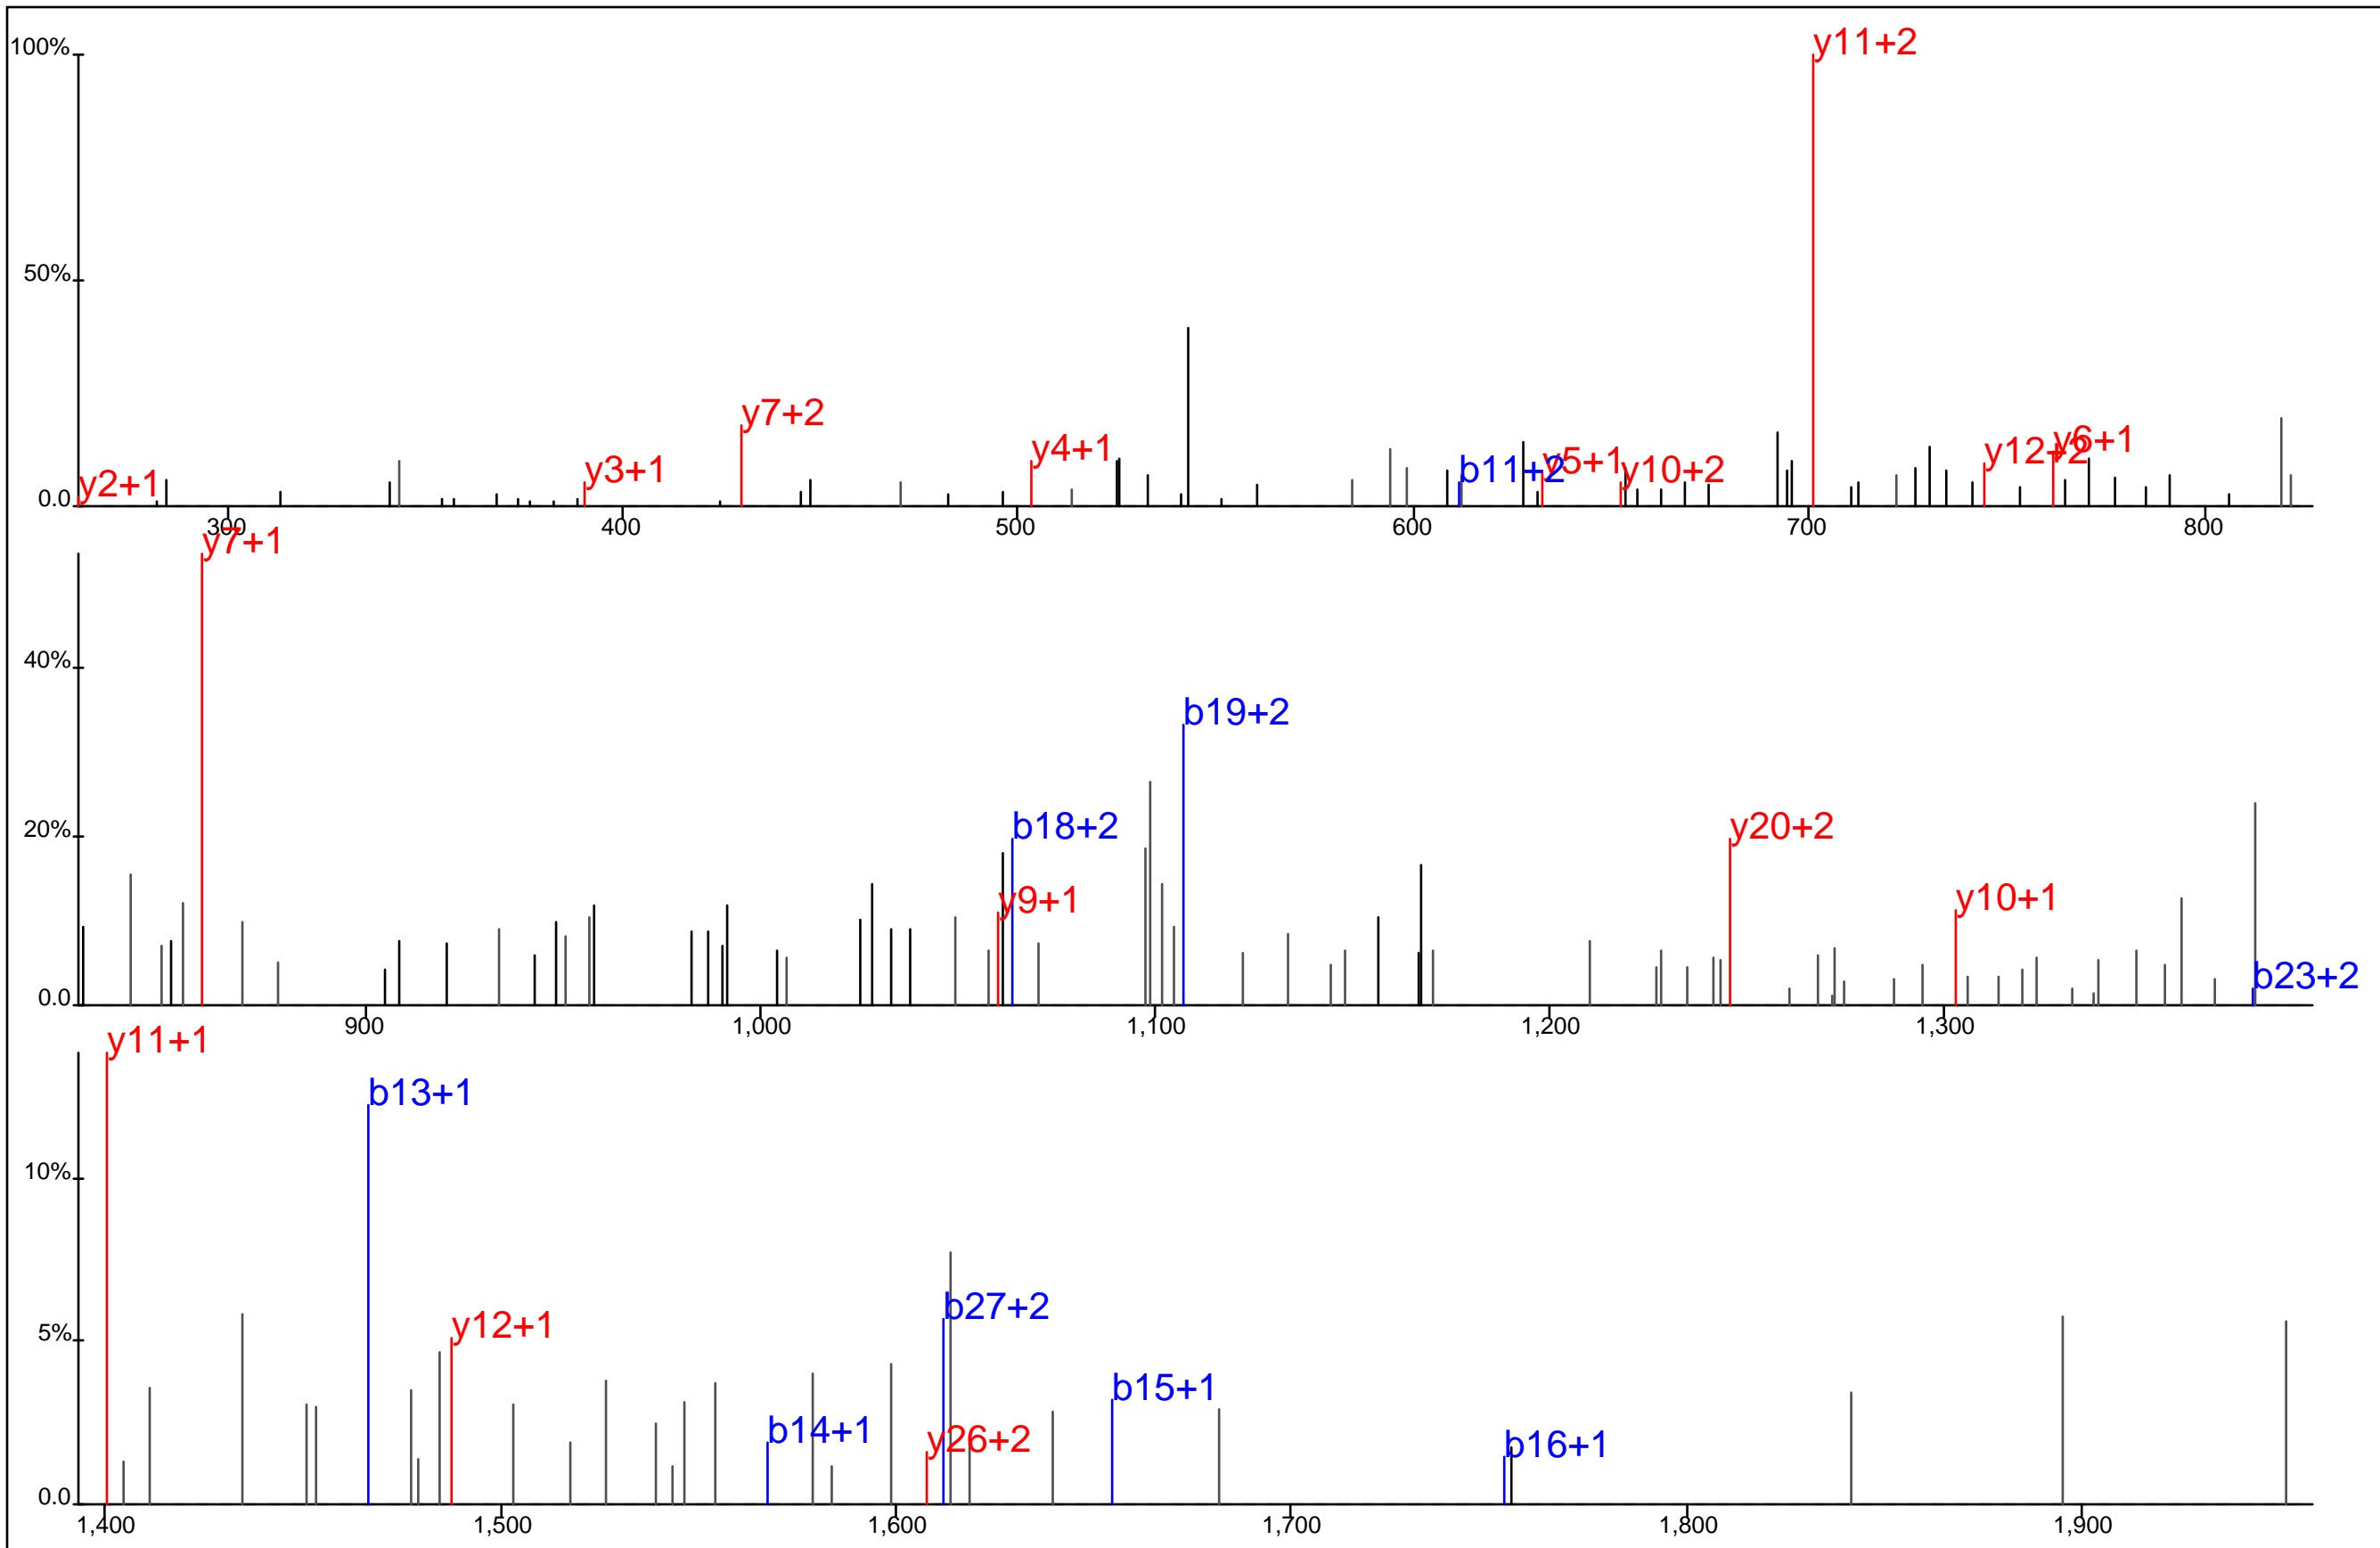 100%
y11+2
50%
y7+2
y4+1
y3+1
y2+1
b11+2
y5+1
y10+2
y12+2
y6+1
0.0
300
400
500
600
700
800
y7+1
40%
b19+2
20%
b18+2
y9+1
y20+2
y10+1
b23+2
0.0
900
1,000
1,100
1,200
1,300
y11+1
b13+1
10%
5%
y12+1
b27+2
b14+1
y26+2
b15+1
b16+1
0.0
1,400
1,500
1,600
1,700
1,800
1,900